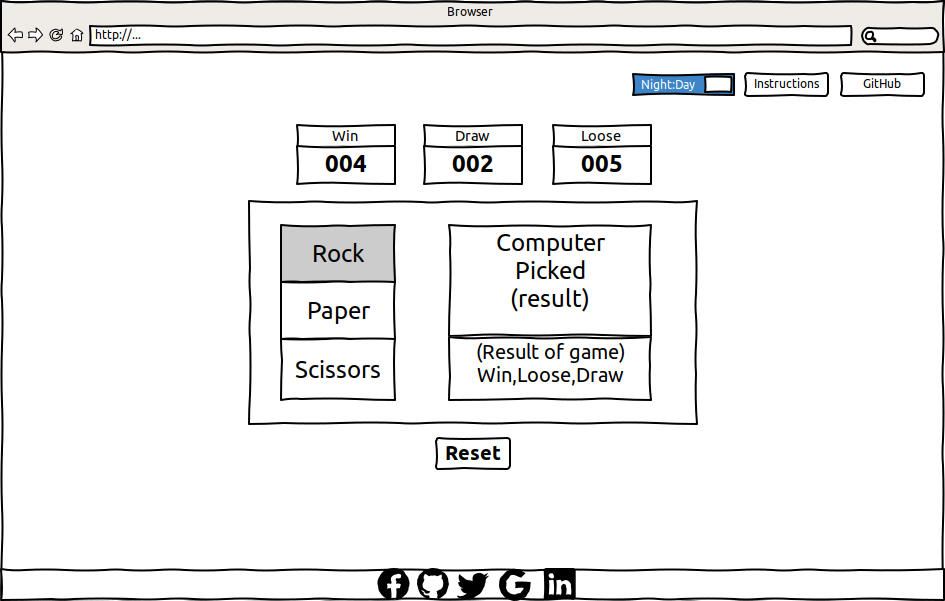 Browser
http://...
Night:Day
Instructions
GitHub
Win
Draw
Loose
004
002
005
Rock
Paper
Scissors
Computer
Picked
(result)
(Result of game)
Win,Loose,Draw
Reset